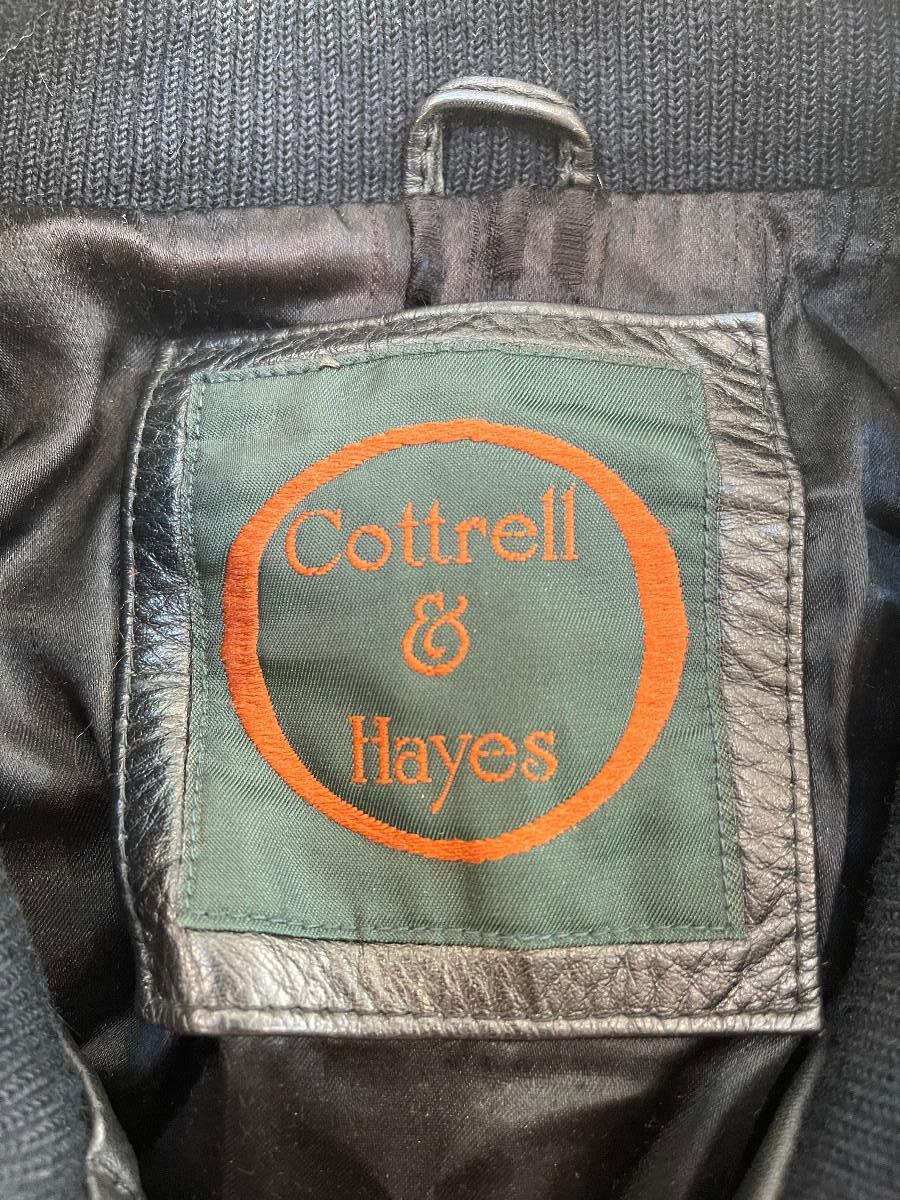 Cottrell
&
Hayes